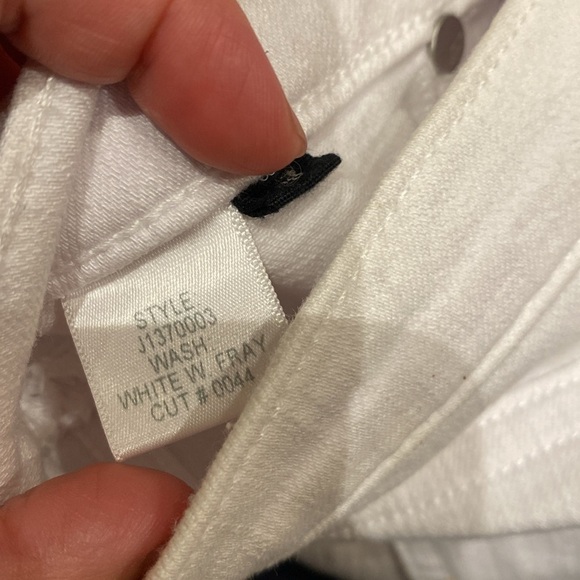 STYLE
J1370003
WASH
WHITE W. FRAY
CUT # 0044